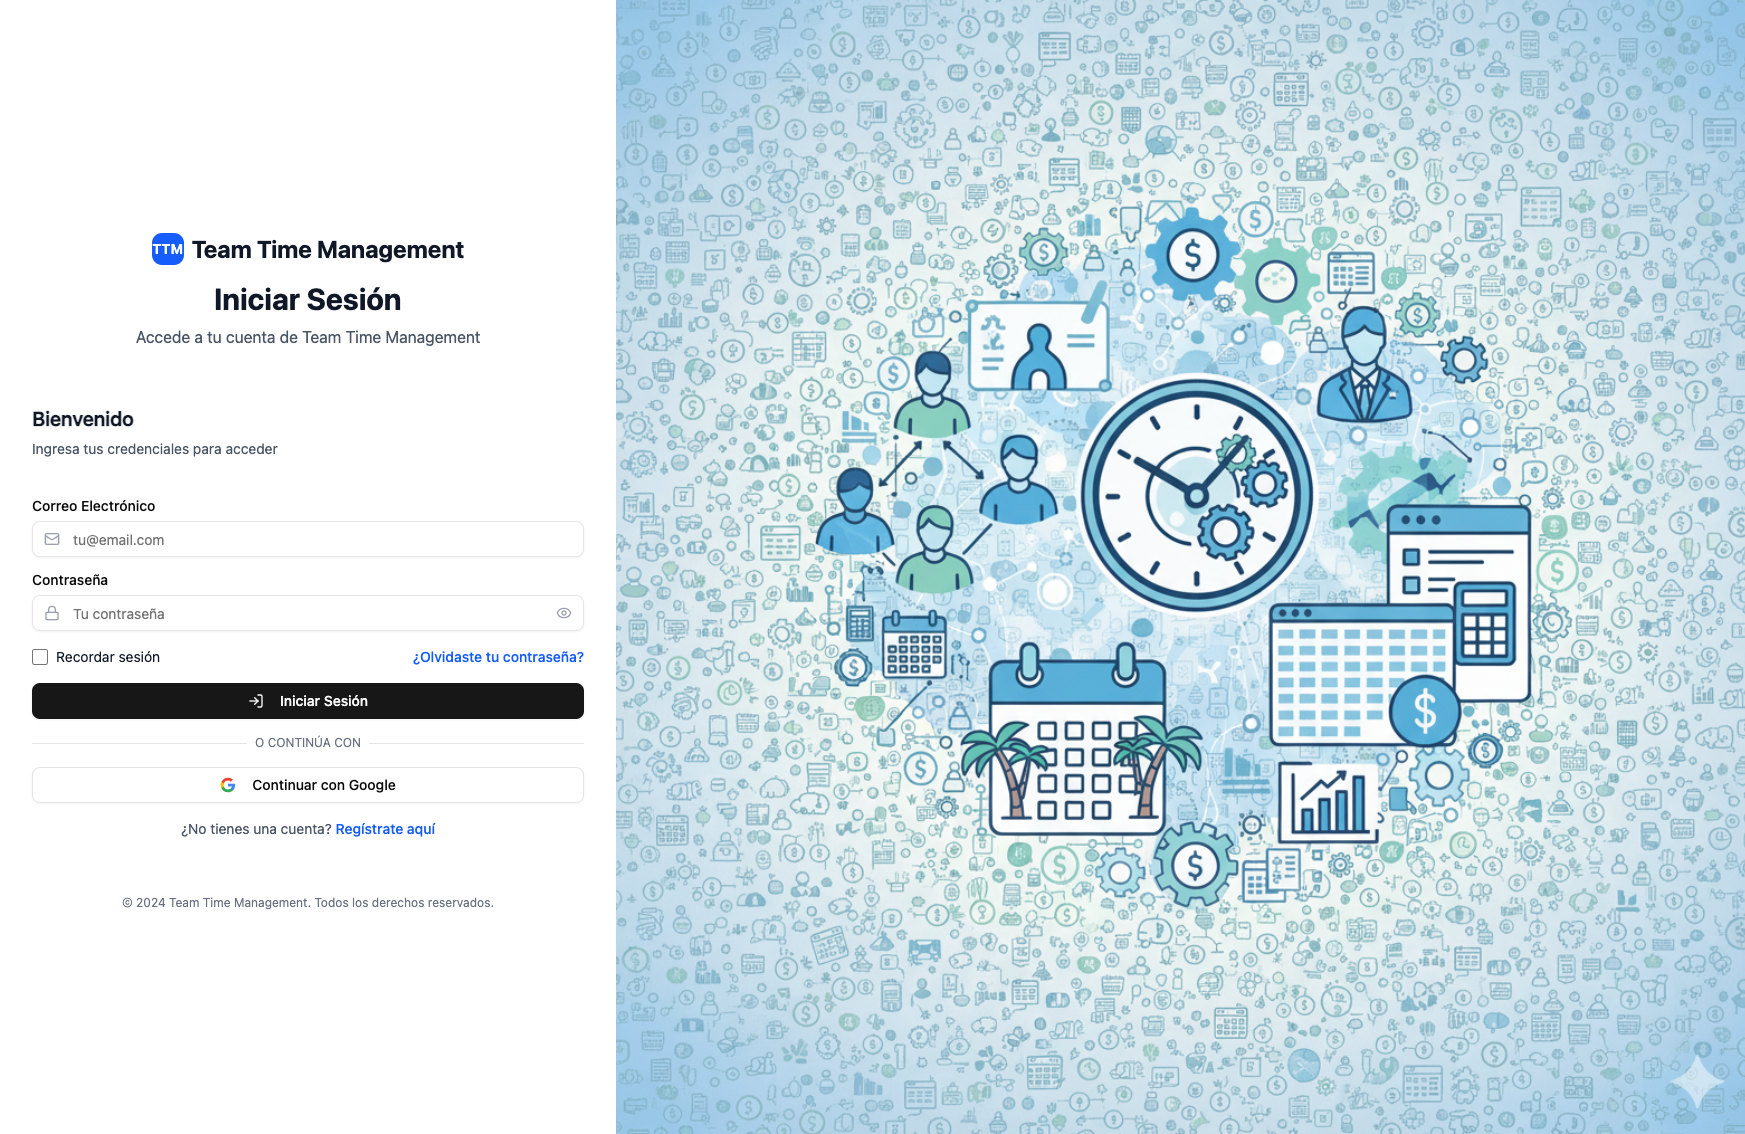 TTM Team Time Management
Iniciar Sesión
Accede a tu cuenta de Team Time Management
Bienvenido
Ingresa tus credenciales para acceder
Correo Electrónico
tu@email.com
Contraseña
Tu contraseña
Recordar sesión ¿Olvidaste tu contraseña?
Iniciar Sesión
O CONTINÚA CON
Continuar con Google
¿No tienes una cuenta? Regístrate aquí
© 2024 Team Time Management. Todos los derechos reservados.